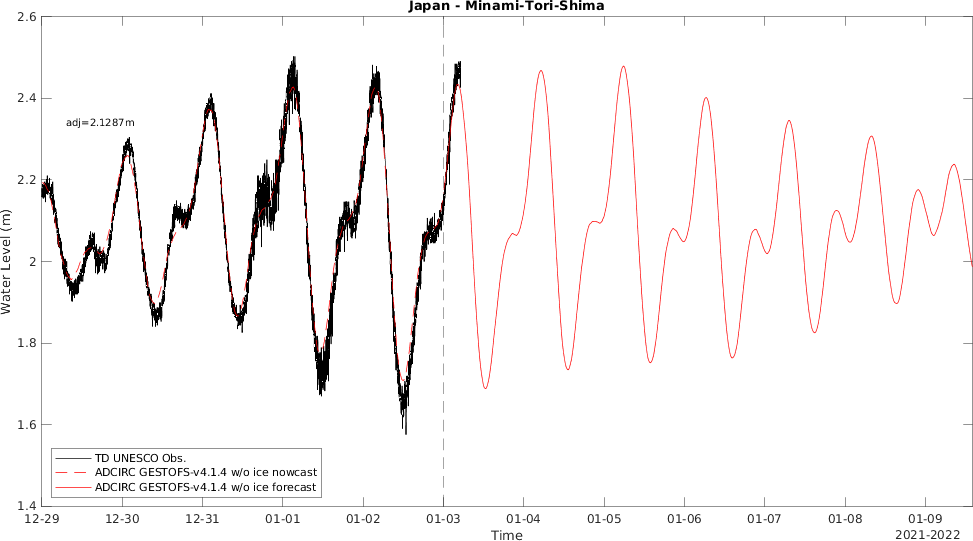 Japan - Minami-Tori-Shima
2.6
2.4
2.2
2
1.8
1.6
1.4
Water Level (m)
adj=2.1287m
TD UNESCO Obs.
ADCIRC GESTOFS-v4.1.4 w/o ice nowcast
ADCIRC GESTOFS-v4.1.4 w/o ice forecast
12-29 12-30 12-31 01-01 01-02 01-03 01-04 01-05 01-06 01-07 01-08 01-09
Time
2021-2022